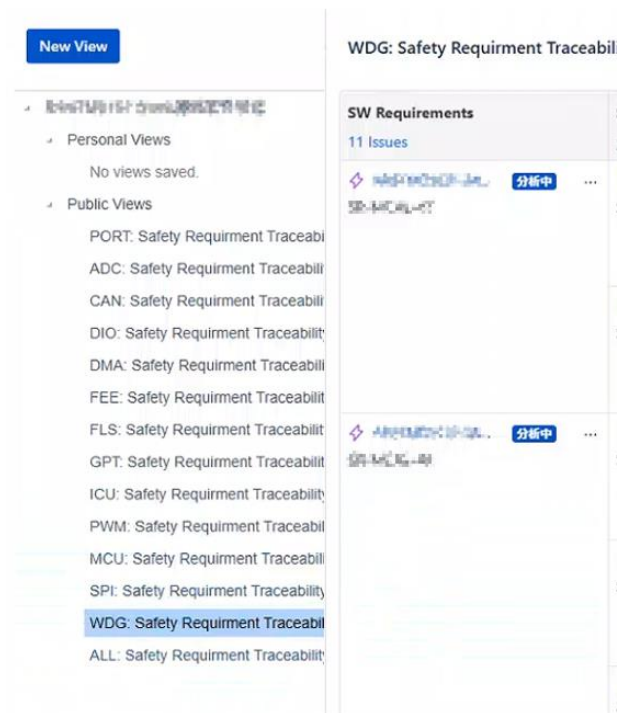 New View
Personal Views
No views saved.
Public Views
PORT: Safety Requirment Traceabi
ADC: Safety Requirment Traceabili
CAN: Safety Requirment Traceabili
DIO: Safety Requirment Traceability
DMA: Safety Requirment Traceabili
FEE: Safety Requirment Traceabilit
FLS: Safety Requirment Traceabilit
GPT: Safety Requirment Traceabilit
ICU: Safety Requirment Traceability
PWM: Safety Requirment Traceabil
MCU: Safety Requirment Traceabili
SPI: Safety Requirment Traceability
WDG: Safety Requirment Traceabil
ALL: Safety Requirment Traceability
WDG: Safety Requirment Traceabili
SW Requirements
11 Issues
分析中 ...
分析中 ...